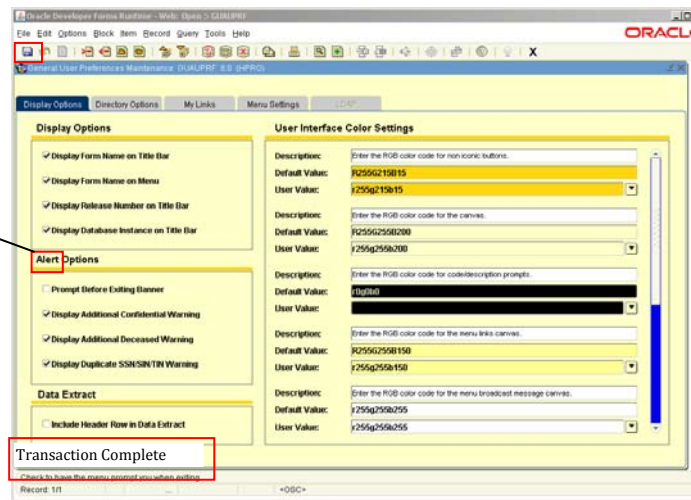 Oracle Developer Forms Runtime - Web: Open > GUAUPRF
File Edit Options Block Item Record Query Tools Help
ORACL
X
General User Preferences Maintenance GUAUPRF 8.0 (HPRO)
Display Options Directory Options My Links Menu Settings LDAP
Display Options
Display Form Name on Title Bar
Display Form Name on Menu
Display Release Number on Title Bar
Display Database Instance on Title Bar
Alert Options
Prompt Before Exiting Banner
Display Additional Confidential Warning
Display Additional Deceased Warning
Display Duplicate SSN/SIN/TIN Warning
Data Extract
Include Header Row in Data Extract
User Interface Color Settings
Description: Enter the RGB color code for non iconic buttons.
Default Value: R255G215B15
User Value: r255g215b15
Description: Enter the RGB color code for the canvas.
Default Value: R255G255B200
User Value: r255g255b200
Description: Enter the RGB color code for code/description prompts.
Default Value: r0g0b0
User Value:
Description: Enter the RGB color code for the menu links canvas.
Default Value: R255G255B150
User Value: r255g255b150
Description: Enter the RGB color code for the menu broadcast message canvas.
Default Value: r255g255b255
User Value: r255g255b255
Transaction Complete
Check to have the menu prompt you when exiting
Record: 1/1 ... <OSC>